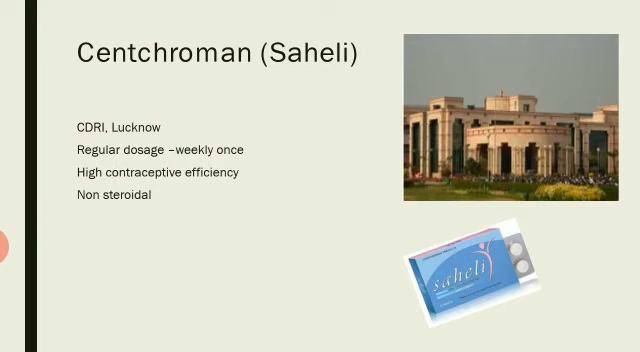 Centchroman (Saheli)
CDRI, Lucknow
Regular dosage –weekly once
High contraceptive efficiency
Non steroidal
saheli